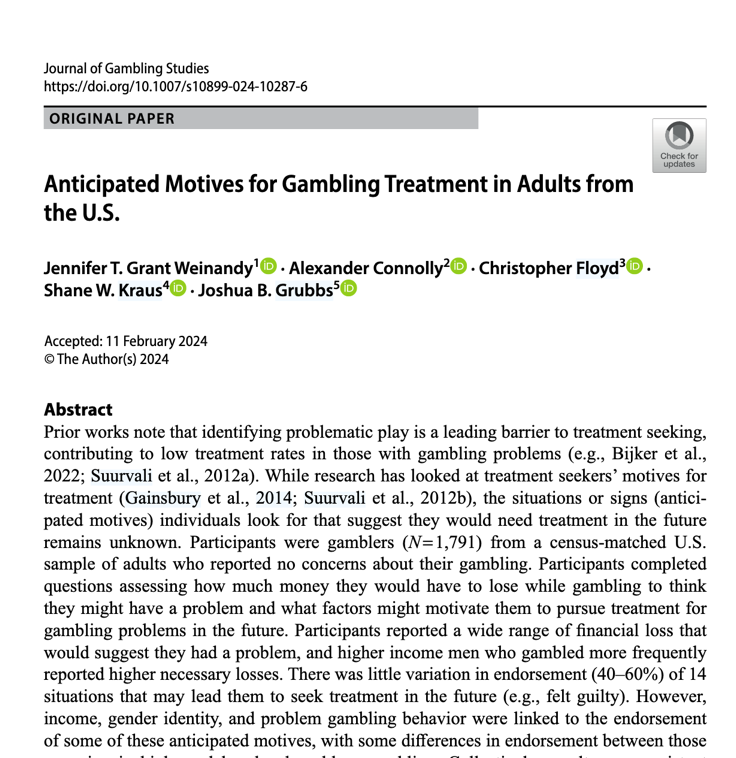 Journal of Gambling Studies
https://doi.org/10.1007/s10899-024-10287-6
ORIGINAL PAPER
Check for
updates
Anticipated Motives for Gambling Treatment in Adults from
the U.S.
Jennifer T. Grant Weinandy¹ iD · Alexander Connolly² iD · Christopher Floyd³ iD ·
Shane W. Kraus⁴ iD · Joshua B. Grubbs⁵ iD
Accepted: 11 February 2024
© The Author(s) 2024
Abstract
Prior works note that identifying problematic play is a leading barrier to treatment seeking,
contributing to low treatment rates in those with gambling problems (e.g., Bijker et al.,
2022; Suurvali et al., 2012a). While research has looked at treatment seekers’ motives for
treatment (Gainsbury et al., 2014; Suurvali et al., 2012b), the situations or signs (antici-
pated motives) individuals look for that suggest they would need treatment in the future
remains unknown. Participants were gamblers (N=1,791) from a census-matched U.S.
sample of adults who reported no concerns about their gambling. Participants completed
questions assessing how much money they would have to lose while gambling to think
they might have a problem and what factors might motivate them to pursue treatment for
gambling problems in the future. Participants reported a wide range of financial loss that
would suggest they had a problem, and higher income men who gambled more frequently
reported higher necessary losses. There was little variation in endorsement (40–60%) of 14
situations that may lead them to seek treatment in the future (e.g., felt guilty). However,
income, gender identity, and problem gambling behavior were linked to the endorsement
of some of these anticipated motives, with some differences in endorsement between those